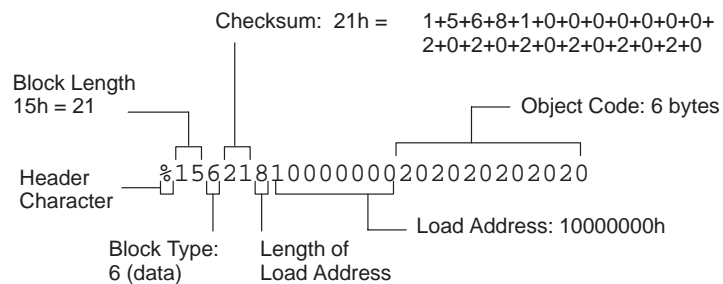 Checksum: 21h = 1+5+6+8+1+0+0+0+0+0+0+0+
2+0+2+0+2+0+2+0+2+0+2+0
Block Length
15h = 21
Object Code: 6 bytes
%15621810000000202020202020
Header
Character
Load Address: 10000000h
Block Type:
6 (data)
Length of
Load Address